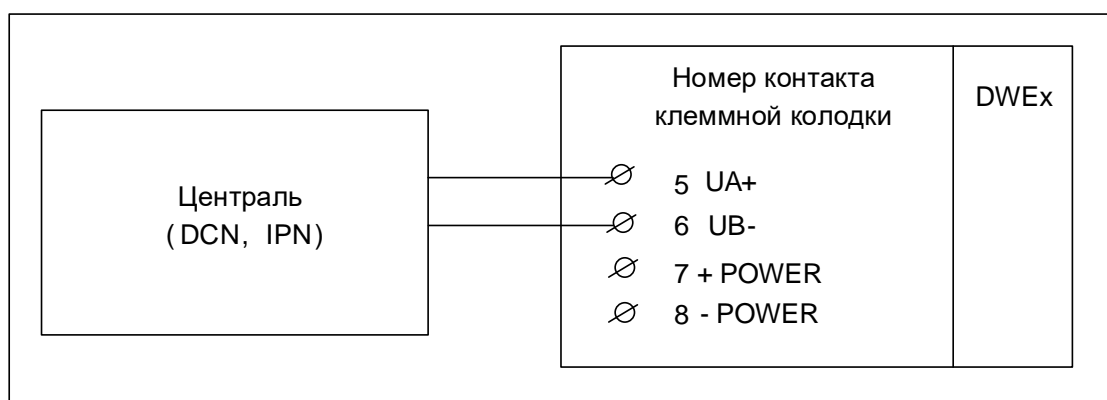 Номер контакта
клеммной колодки
DWEx
Централь
(DCN, IPN)
5 UA+
6 UB-
7 + POWER
8 - POWER